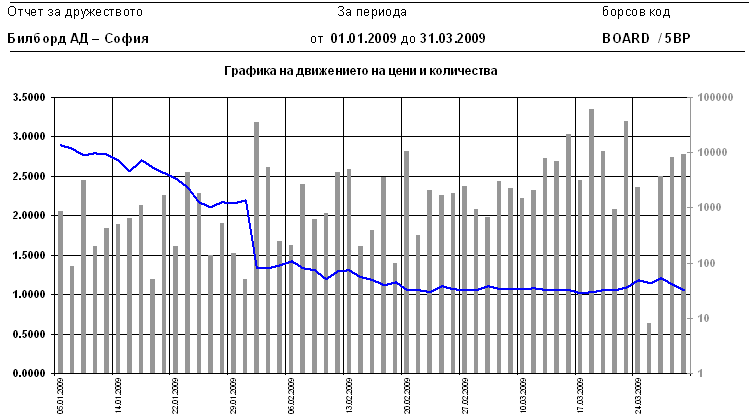 Отчет за дружеството За периода борсов код
Билборд АД – София от 01.01.2009 до 31.03.2009 BOARD / 5BP
Графика на движението на цени и количества
3.5000 100000
3.0000 10000
2.5000
2.0000 1000
1.5000 100
1.0000
0.5000 10
0.0000 1
05.01.2009 14.01.2009 22.01.2009 29.01.2009 06.02.2009 13.02.2009 20.02.2009 27.02.2009 10.03.2009 17.03.2009 24.03.2009